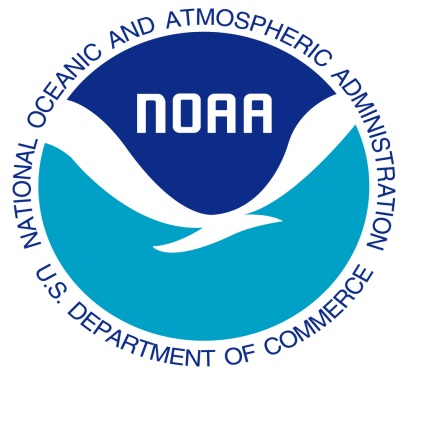 NATIONAL OCEANIC AND ATMOSPHERIC ADMINISTRATION
NOAA
U.S. DEPARTMENT OF COMMERCE